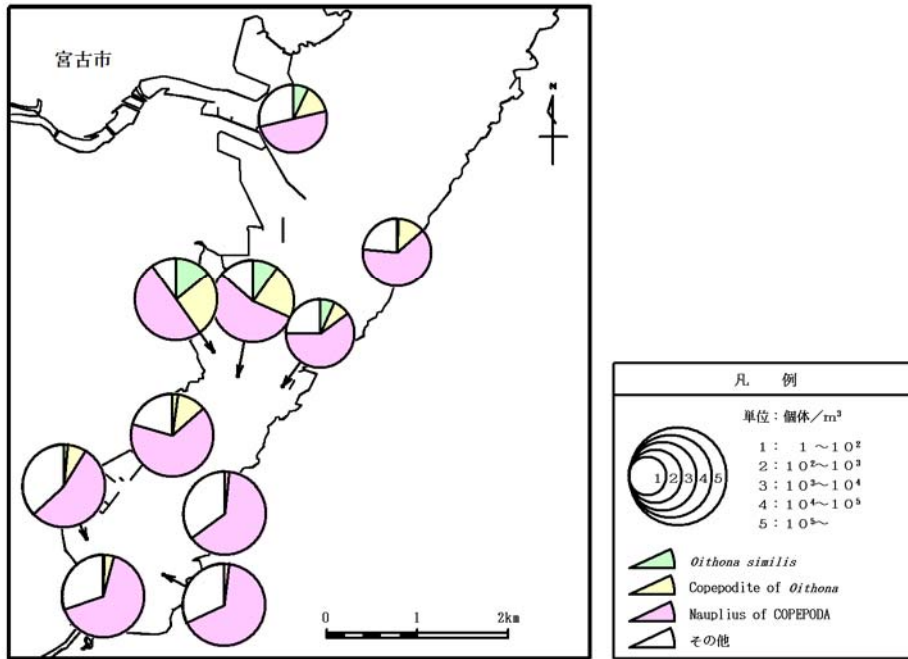 宮古市
N
0 1 2km
凡 例
単位：個体／m³
1： 1 ～10²
2：10²～10³
3：10³～10⁴
4：10⁴～10⁵
5：10⁵～
1 2 3 4 5
Oithona similis
Copepodite of Oithona
Nauplius of COPEPODA
その他